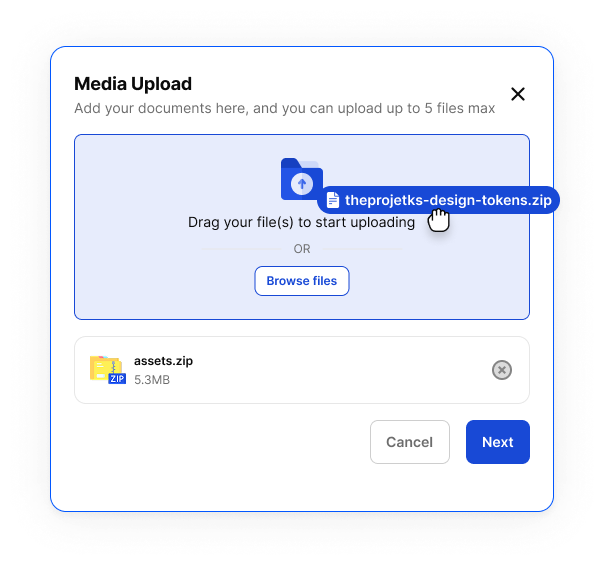 Media Upload
Add your documents here, and you can upload up to 5 files max
theprojetks-design-tokens.zip
Drag your file(s) to start uploading
OR
Browse files
assets.zip
ZIP
5.3MB
Cancel
Next